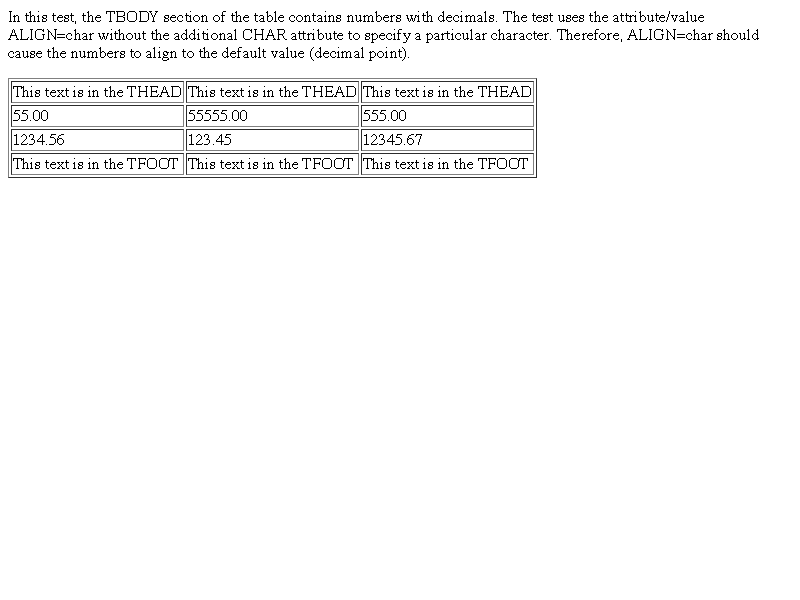 In this test, the TBODY section of the table contains numbers with decimals. The test uses the attribute/value
ALIGN=char without the additional CHAR attribute to specify a particular character. Therefore, ALIGN=char should
cause the numbers to align to the default value (decimal point).
This text is in the THEAD This text is in the THEAD This text is in the THEAD
55.00 55555.00 555.00
1234.56 123.45 12345.67
This text is in the TFOOT This text is in the TFOOT This text is in the TFOOT